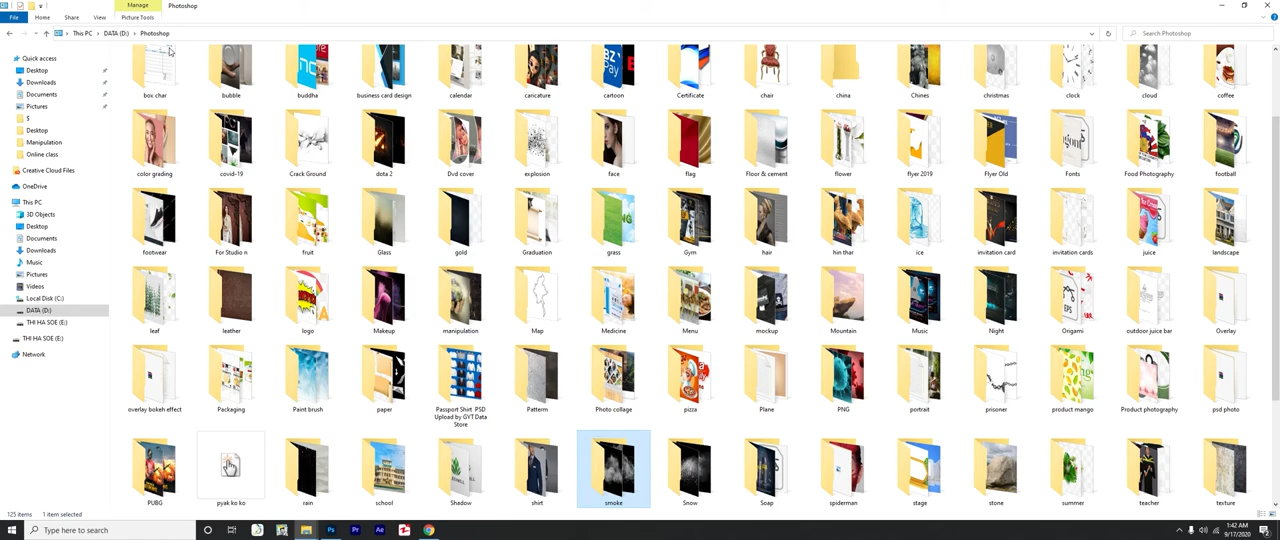 Manage
Photoshop
File
Home
Share
View
Picture Tools
This PC
DATA (D:)
Photoshop
Search Photoshop
Quick access
Desktop
Downloads
Documents
Pictures
S
Desktop
Manipulation
Online class
Creative Cloud Files
OneDrive
This PC
3D Objects
Desktop
Documents
Downloads
Music
Pictures
Videos
Local Disk (C:)
DATA (D:)
THI HA SOE (E:)
THI HA SOE (E:)
Network
box char
bubble
buddha
business card design
calendar
caricature
cartoon
Certificate
chair
china
Chines
christmas
clock
cloud
coffee
color grading
covid-19
Crack Ground
dota 2
Dvd cover
explosion
face
flag
Floor & cement
flower
flyer 2019
Flyer Old
Fonts
Food Photography
football
footwear
For Studio n
fruit
Glass
gold
Graduation
grass
Gym
hair
hin thar
ice
invitation card
invitation cards
juice
landscape
leaf
leather
logo
Makeup
manipulation
Map
Medicine
Menu
mockup
Mountain
Music
Night
Origami
outdoor juice bar
Overlay
overlay bokeh effect
Packaging
Paint brush
paper
Passport Shirt PSD
Upload by GYT Data
Store
Patterm
Photo collage
pizza
Plane
PNG
portrait
prisoner
product mango
Product photography
psd photo
PUBG
pyak ko ko
rain
school
Shadow
shirt
smoke
Snow
Soap
spiderman
stage
stone
summer
teacher
texture
125 items
1 item selected
Type here to search
1:42 AM
9/17/2020